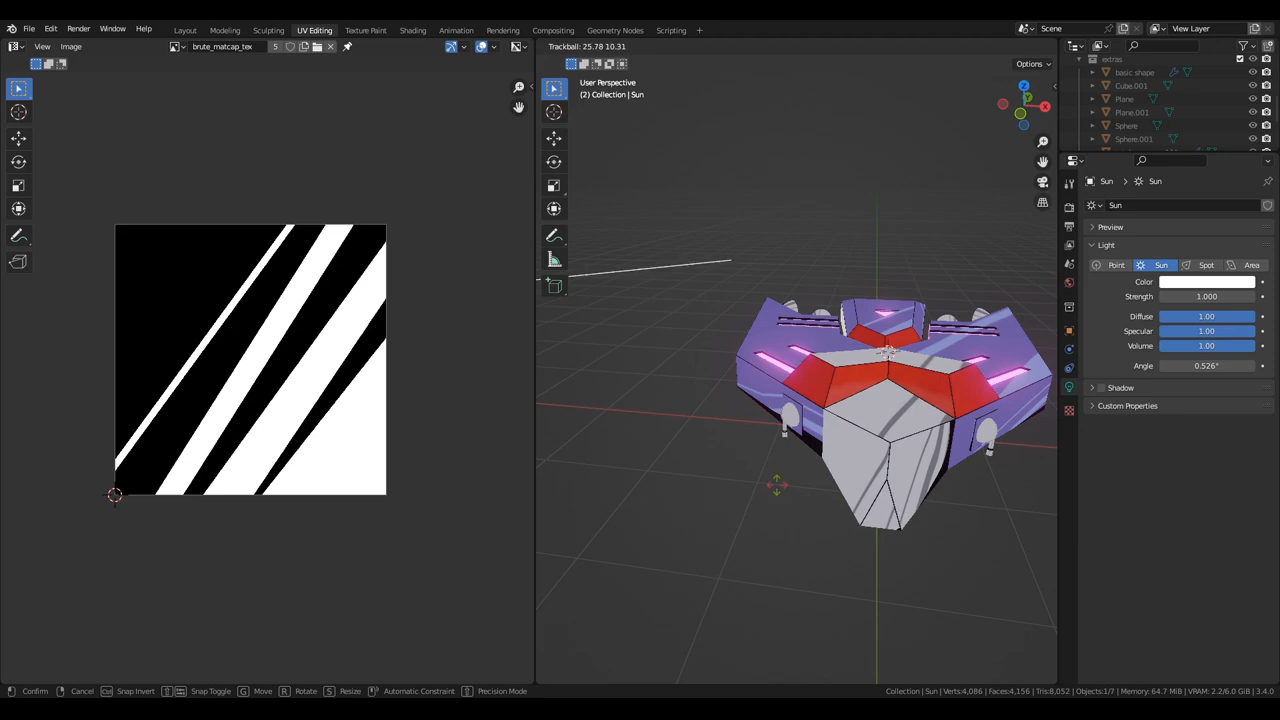 File Edit Render Window Help Layout Modeling Sculpting UV Editing Texture Paint Shading Animation Rendering Compositing Geometry Nodes Scripting + Scene View Layer
View Image brute_matcap_tex 5
Trackball: 25.78 10.31
Options
User Perspective
(2) Collection | Sun
Z
Y
X
extras
basic shape
Cube.001
Plane
Plane.001
Sphere
Sphere.001
Sun Sun
Sun
Preview
Light
Point Sun Spot Area
Color
Strength 1.000
Diffuse 1.00
Specular 1.00
Volume 1.00
Angle 0.526°
Shadow
Custom Properties
Confirm Cancel Snap Invert Snap Toggle G Move R Rotate S Resize Automatic Constraint Precision Mode
Collection | Sun | Verts:4,086 | Faces:4,156 | Tris:8,052 | Objects:1/7 | Memory: 64.7 MiB | VRAM: 2.2/6.0 GiB | 3.4.0